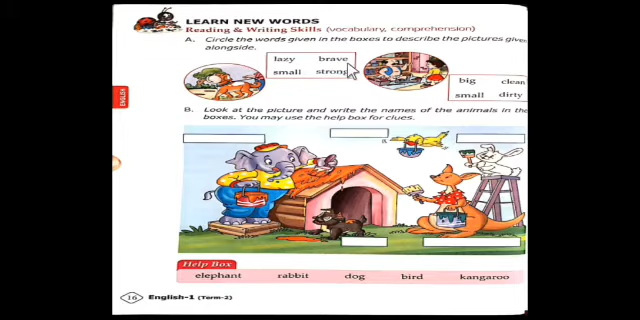 LEARN NEW WORDS
Reading & Writing Skills (vocabulary, comprehension)
A. Circle the words given in the boxes to describe the pictures give
alongside.
lazy brave
small strong
big clean
small dirty
ENGLISH
B. Look at the picture and write the names of the animals in the
boxes. You may use the help box for clues.
Help Box
elephant rabbit dog bird kangaroo
16 English-1 (Term-2)